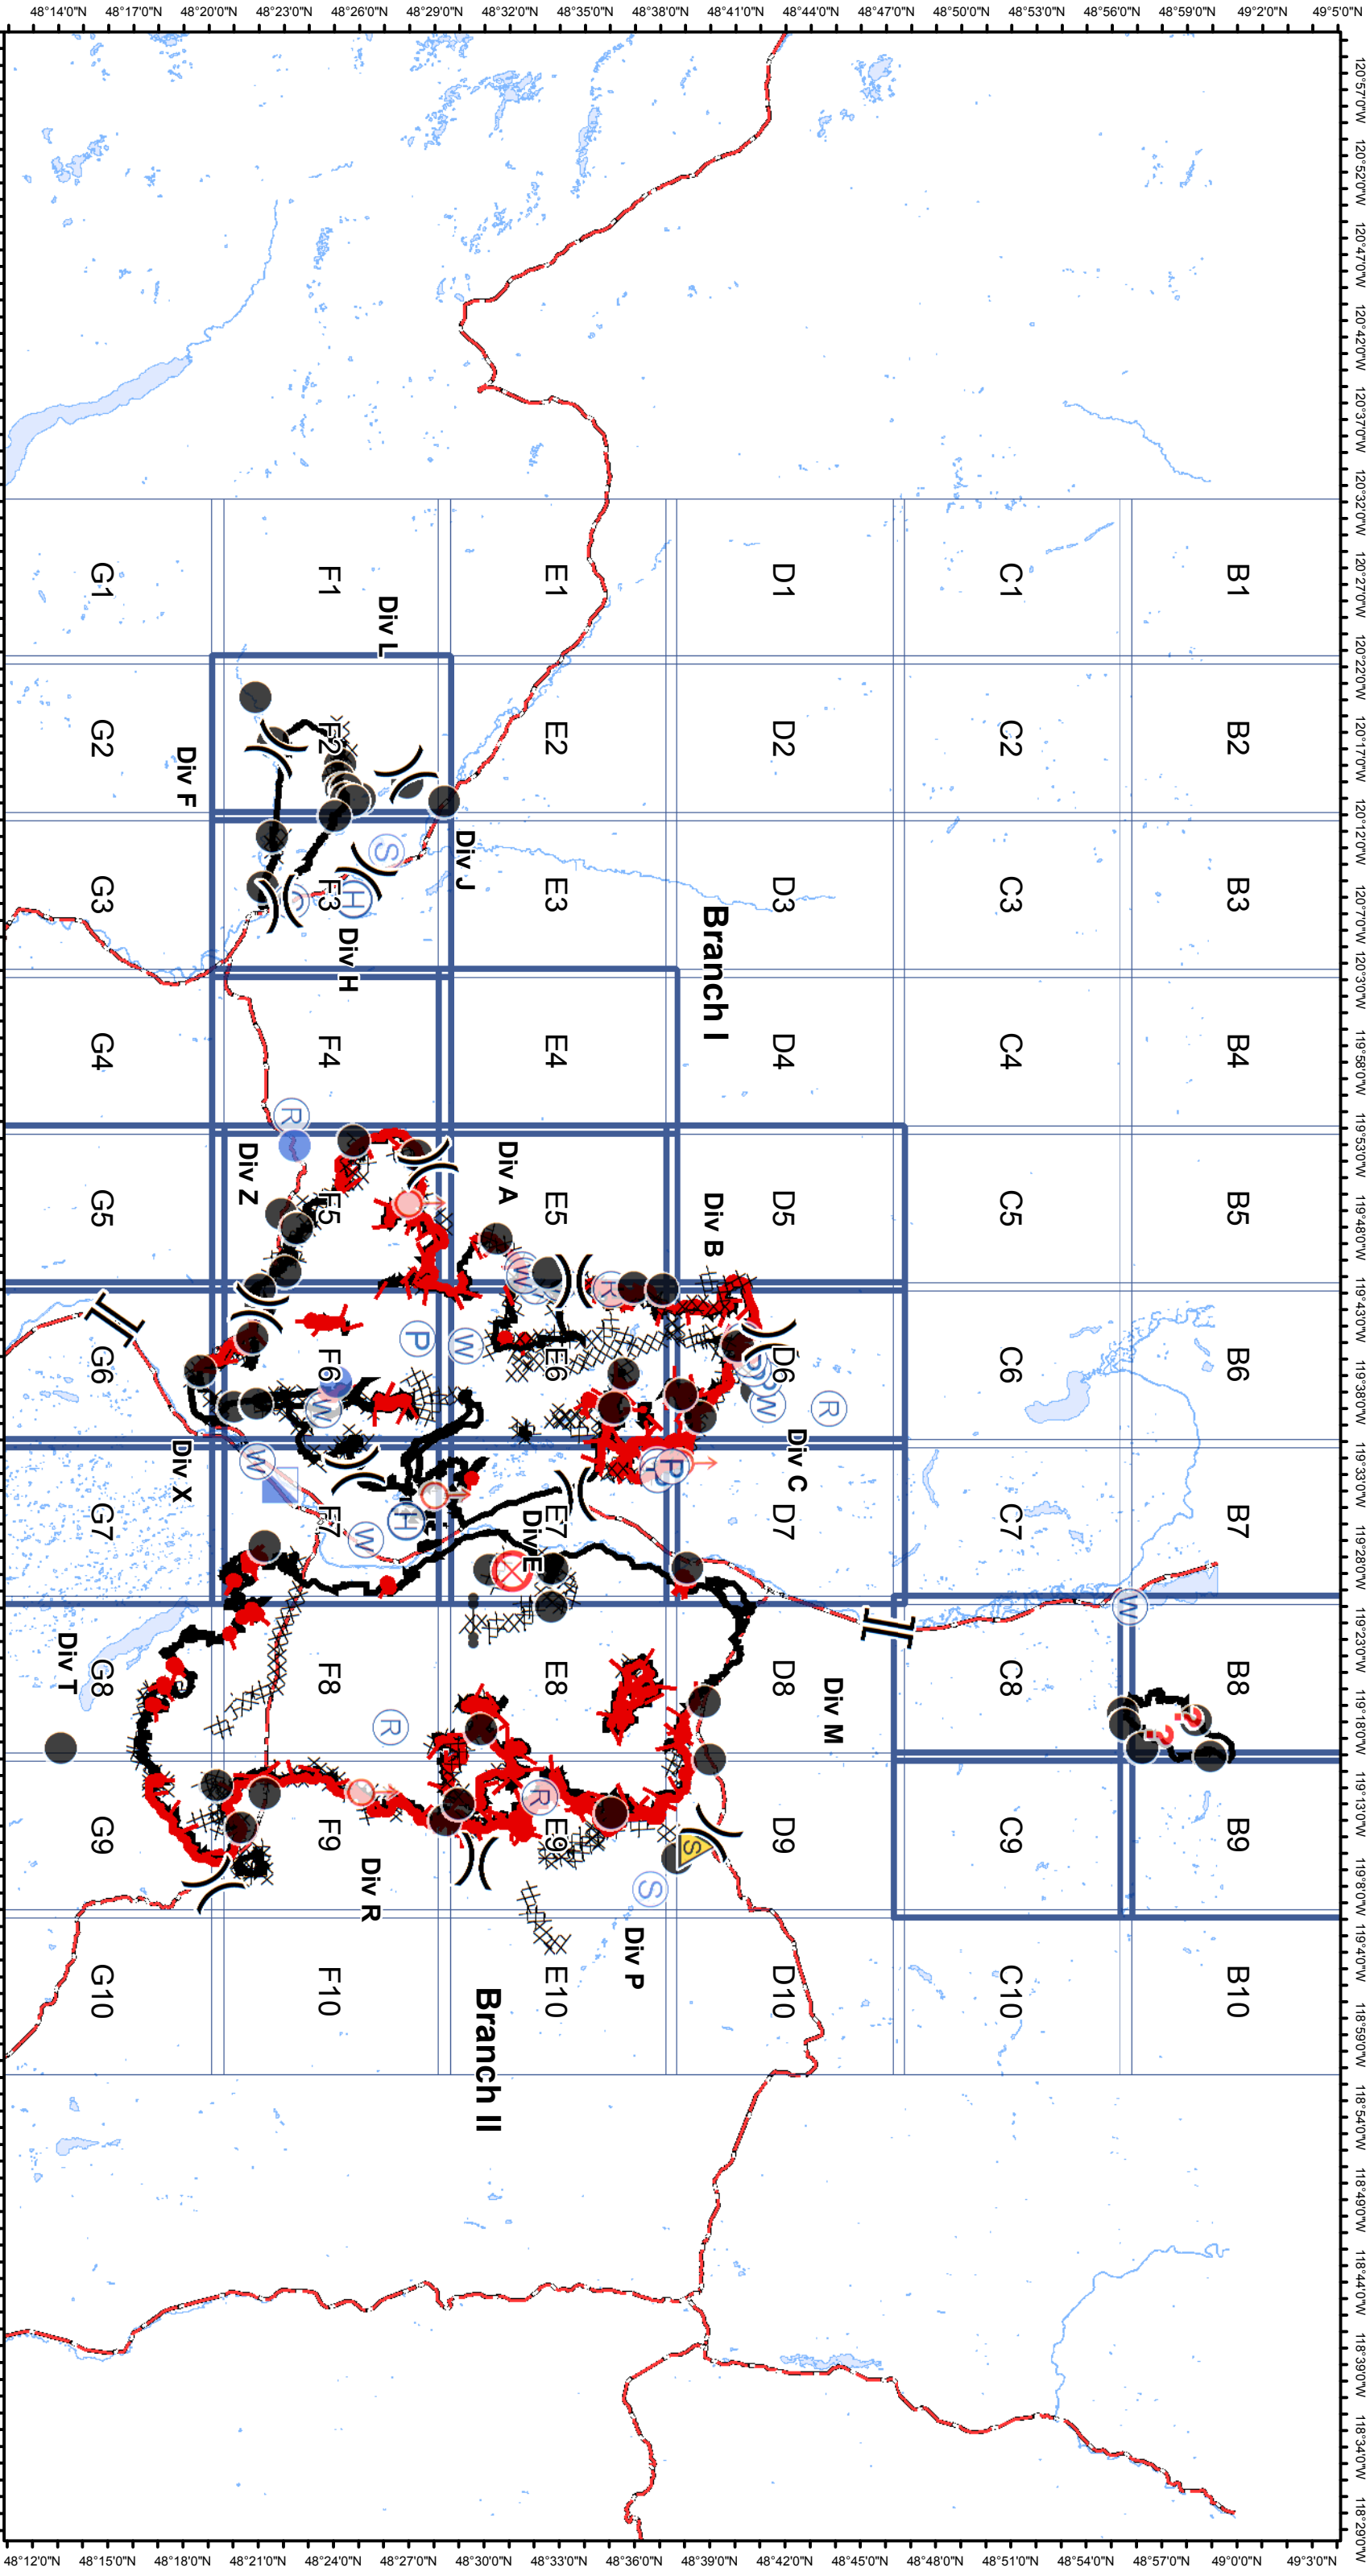 120°57'0"W
120°52'0"W
120°47'0"W
120°42'0"W
120°37'0"W
120°32'0"W
120°27'0"W
120°22'0"W
120°17'0"W
120°12'0"W
120°7'0"W
120°3'0"W
119°58'0"W
119°53'0"W
119°48'0"W
119°43'0"W
119°38'0"W
119°33'0"W
119°28'0"W
119°23'0"W
119°18'0"W
119°13'0"W
119°8'0"W
119°4'0"W
118°59'0"W
118°54'0"W
118°49'0"W
118°44'0"W
118°39'0"W
118°34'0"W
118°29'0"W
49°5'0"N
49°2'0"N
48°59'0"N
48°56'0"N
48°53'0"N
48°50'0"N
48°47'0"N
48°44'0"N
48°41'0"N
48°38'0"N
48°35'0"N
48°32'0"N
48°29'0"N
48°26'0"N
48°23'0"N
48°20'0"N
48°17'0"N
48°14'0"N
B1
B2
B3
B4
B5
B6
B7
B8
B9
B10
?
?
W
C1
C2
C3
C4
C5
C6
C7
C8
C9
C10
R
Div M
Div C
D1
D2
D3
D4
D5
D6
D7
D8
D9
D10
W
Branch I
Div B
S
P
S
Div P
R
E1
E2
E3
E4
E5
E6
E7
E8
E9
E10
R
W
Div E
Div A
Branch II
Div J
W
P
H
S
R
Div L
Div R
W
H
Div H
F1
F2
F3
F4
F5
F6
F7
F8
F9
F10
W
R
W
Div Z
Div F
Div X
G1
G2
G3
G4
G5
G6
G7
G8
G9
G10
Div T
49°3'0"N
49°0'0"N
48°57'0"N
48°54'0"N
48°51'0"N
48°48'0"N
48°45'0"N
48°42'0"N
48°39'0"N
48°36'0"N
48°33'0"N
48°30'0"N
48°27'0"N
48°24'0"N
48°21'0"N
48°18'0"N
48°15'0"N
48°12'0"N